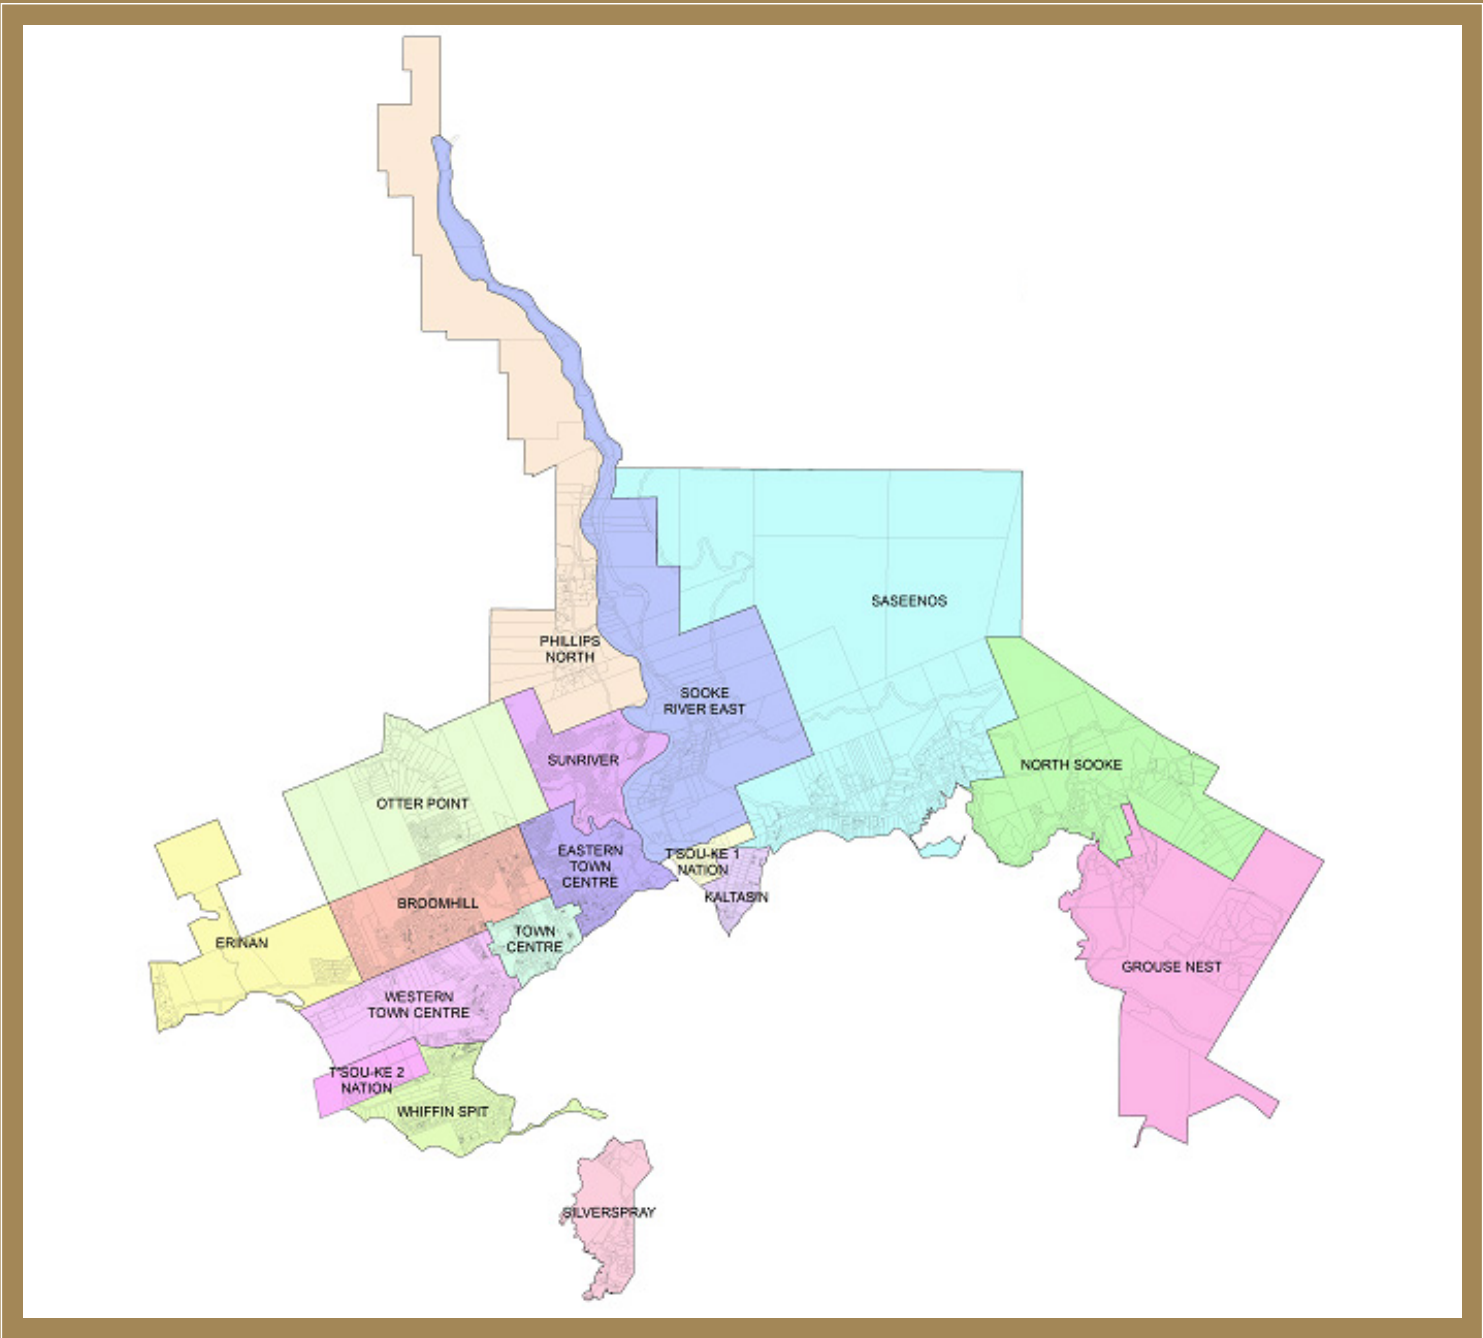 SASEENOS
PHILLIPS
NORTH
SOOKE
RIVER EAST
SUNRIVER
NORTH SOOKE
OTTER POINT
EASTERN
TOWN
CENTRE
T'SOU-KE 1
NATION
KALTASIN
BROOMHILL
TOWN
CENTRE
ERINAN
GROUSE NEST
WESTERN
TOWN CENTRE
T'SOU-KE 2
NATION
WHIFFIN SPIT
SILVERSPRAY